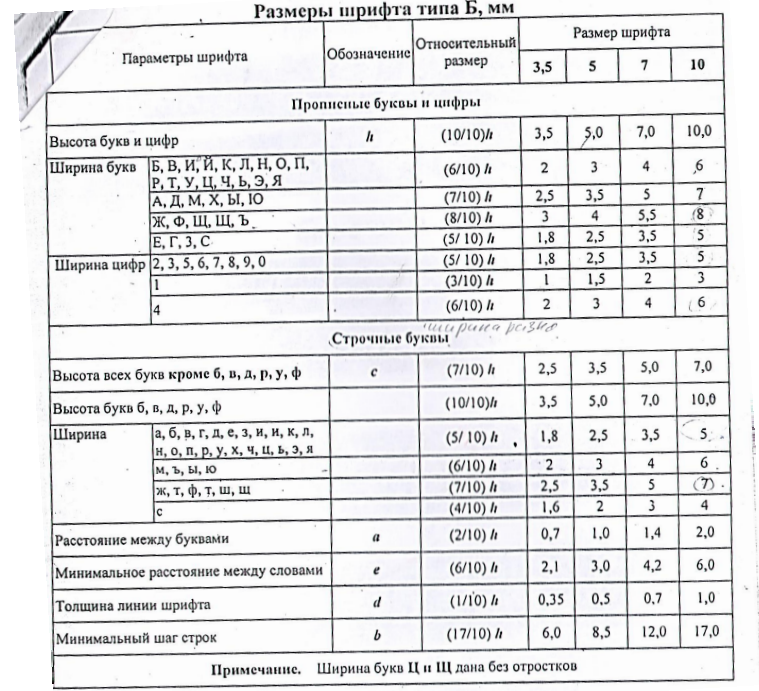 Размеры шрифта типа Б, мм
Параметры шрифта Обозначение Относительный размер Размер шрифта
3,5 5 7 10
Прописные буквы и цифры
Высота букв и цифр h (10/10)h 3,5 5,0 7,0 10,0
Ширина букв Б, В, И, Й, К, Л, Н, О, П,
Р, Т, У, Ц, Ч, Ь, Э, Я (6/10) h 2 3 4 6
А, Д, М, Х, Ы, Ю (7/10) h 2,5 3,5 5 7
Ж, Ф, Щ, Щ, Ъ (8/10) h 3 4 5,5 8
Е, Г, З, С (5/ 10) h 1,8 2,5 3,5 5
Ширина цифр 2, 3, 5, 6, 7, 8, 9, 0 (5/ 10) h 1,8 2,5 3,5 5
1 (3/10) h 1 1,5 2 3
4 (6/10) h 2 3 4 6
ширина разна
Строчные буквы
Высота всех букв кроме б, в, д, р, у, ф c (7/10) h 2,5 3,5 5,0 7,0
Высота букв б, в, д, р, у, ф (10/10)h 3,5 5,0 7,0 10,0
Ширина а, б, в, г, д, е, з, и, и, к, л,
н, о, п, р, у, х, ч, ц, ь, э, я (5/ 10) h 1,8 2,5 3,5 5
м, ъ, ы, ю (6/10) h 2 3 4 6
ж, т, ф, т, ш, щ (7/10) h 2,5 3,5 5 (7)
с (4/10) h 1,6 2 3 4
Расстояние между буквами a (2/10) h 0,7 1,0 1,4 2,0
Минимальное расстояние между словами e (6/10) h 2,1 3,0 4,2 6,0
Толщина линии шрифта d (1/10) h 0,35 0,5 0,7 1,0
Минимальный шаг строк b (17/10) h 6,0 8,5 12,0 17,0
Примечание. Ширина букв Ц и Щ дана без отростков